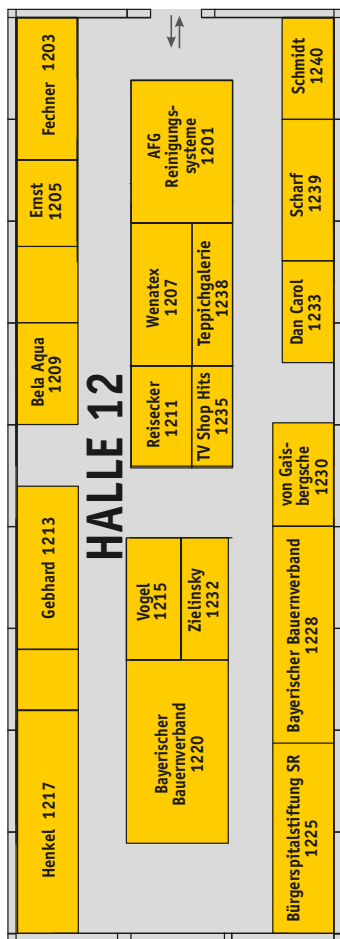 Fechner 1203
Ernst
1205
Bela Aqua
1209
Gebhard 1213
Henkel 1217
HALLE 12
AFG
Reinigungs-
systeme
1201
Wenatex
1207
Teppichgalerie
1238
Reisecker
1211
TV Shop Hits
1235
Vogel
1215
Zielinsky
1232
Bayerischer
Bauernverband
1220
Schmidt
1240
Scharf
1239
Dan Carol
1233
von Gais-
bergsche
1230
Bayerischer Bauernverband
1228
Bürgerspitalstiftung SR
1225